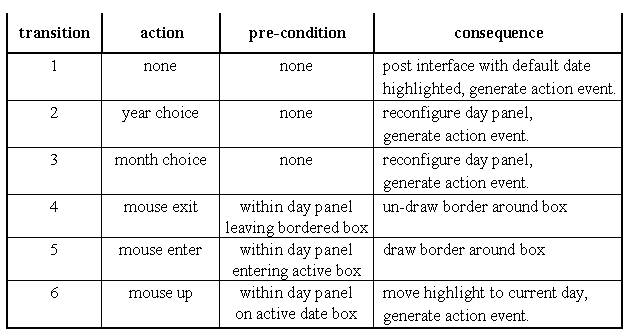 transition action pre-condition consequence
1 none none post interface with default date
highlighted, generate action event.
2 year choice none reconfigure day panel,
generate action event.
3 month choice none reconfigure day panel,
generate action event.
4 mouse exit within day panel un-draw border around box
leaving bordered box
5 mouse enter within day panel draw border around box
entering active box
6 mouse up within day panel move highlight to current day,
on active date box generate action event.